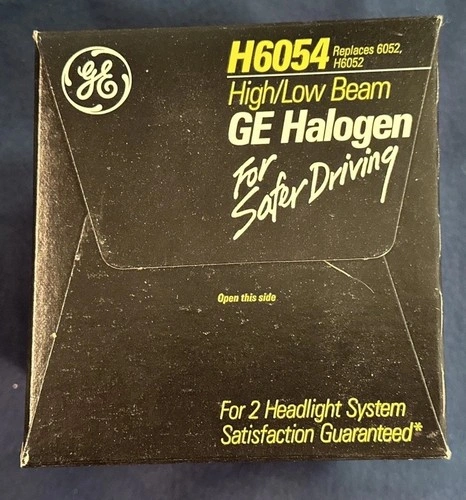 GE
H6054 Replaces 6052,
H6052
High/Low Beam
GE Halogen
For
Safer Driving
Open this side
For 2 Headlight System
Satisfaction Guaranteed*